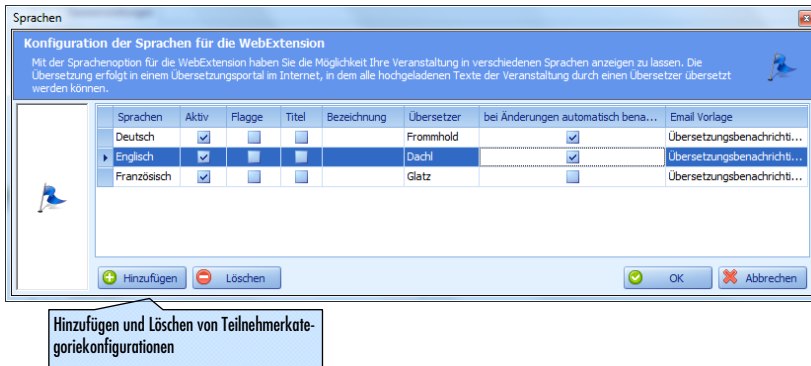 Sprachen
Konfiguration der Sprachen für die WebExtension
Mit der Sprachenoption für die WebExtension haben Sie die Möglichkeit Ihre Veranstaltung in verschiedenen Sprachen anzeigen zu lassen. Die
Übersetzung erfolgt in einem Übersetzungsportal im Internet, in dem alle hochgeladenen Texte der Veranstaltung durch einen Übersetzer übersetzt
werden können.
Sprachen Aktiv Flagge Titel Bezeichnung Übersetzer bei Änderungen automatisch bena... Email Vorlage
Deutsch Frommhold Übersetzungsbenachrichti...
Englisch Dachl Übersetzungsbenachrichti...
Französisch Glatz Übersetzungsbenachrichti...
Hinzufügen Löschen OK Abbrechen
Hinzufügen und Löschen von Teilnehmerkate-
goriekonfigurationen